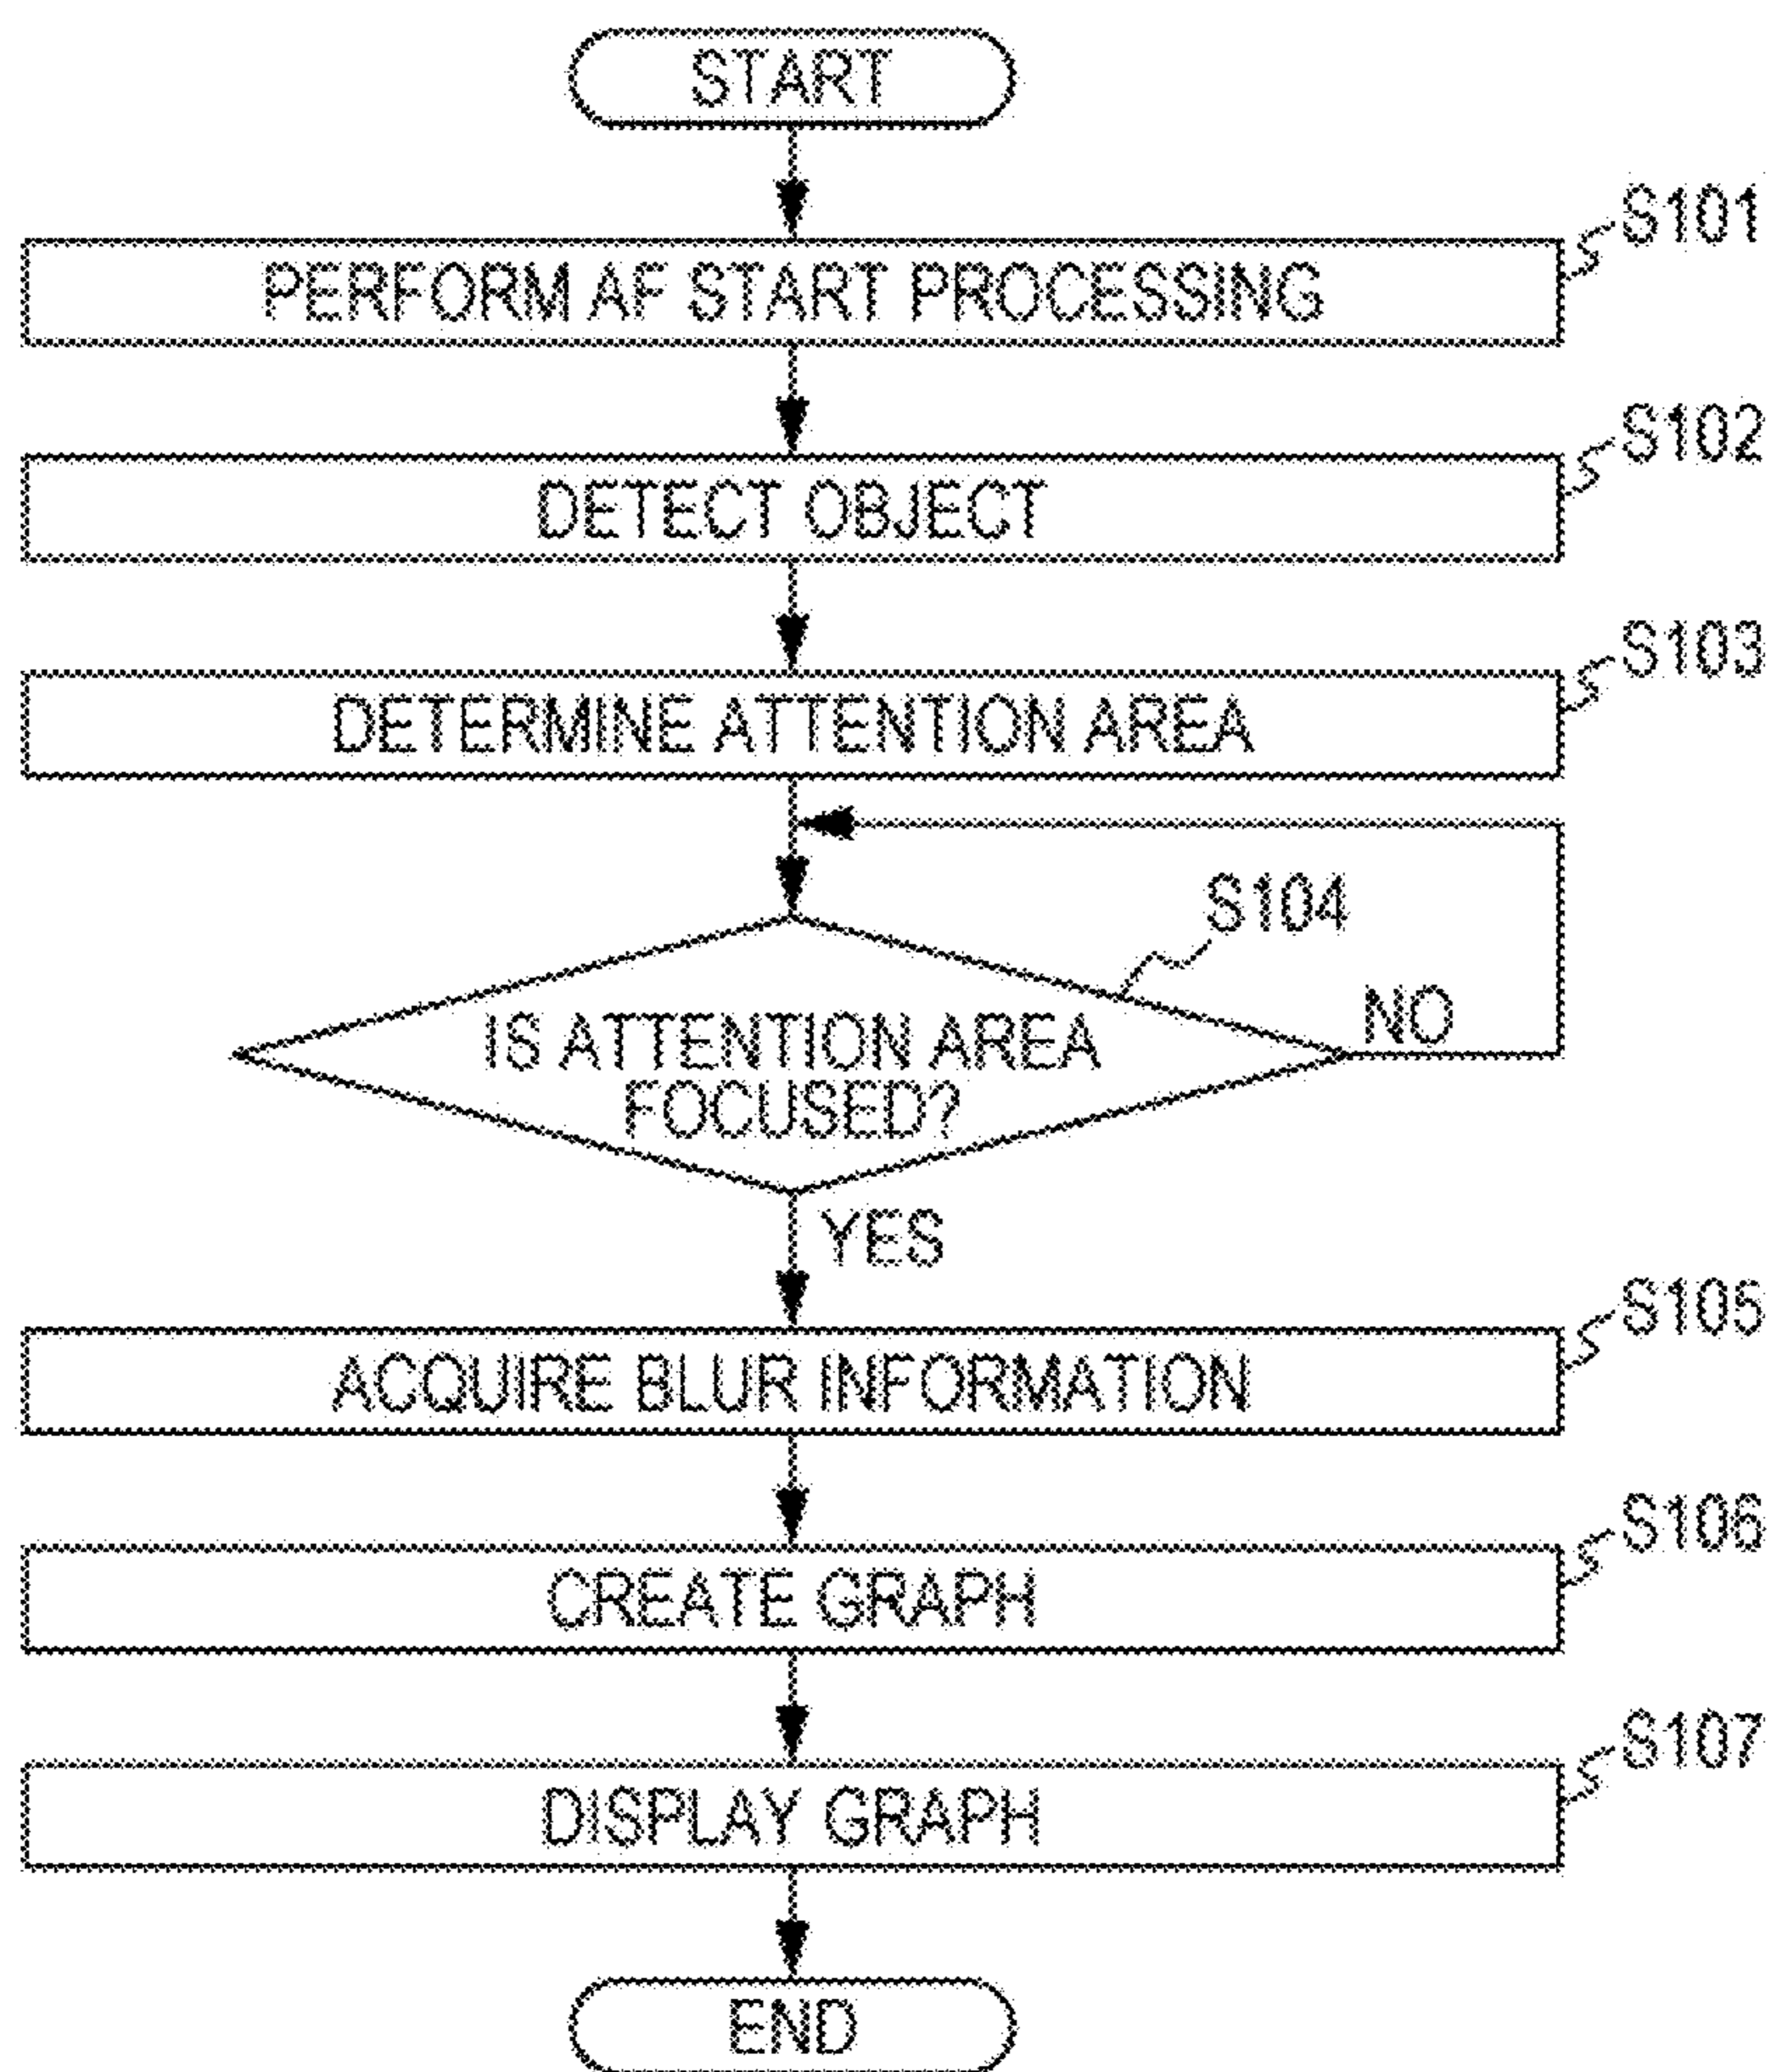 START
S101
PERFORM AF START PROCESSING
S102
DETECT OBJECT
S103
DETERMINE ATTENTION AREA
S104
NO
IS ATTENTION AREA
FOCUSED?
YES
S105
ACQUIRE BLUR INFORMATION
S106
CREATE GRAPH
S107
DISPLAY GRAPH
END